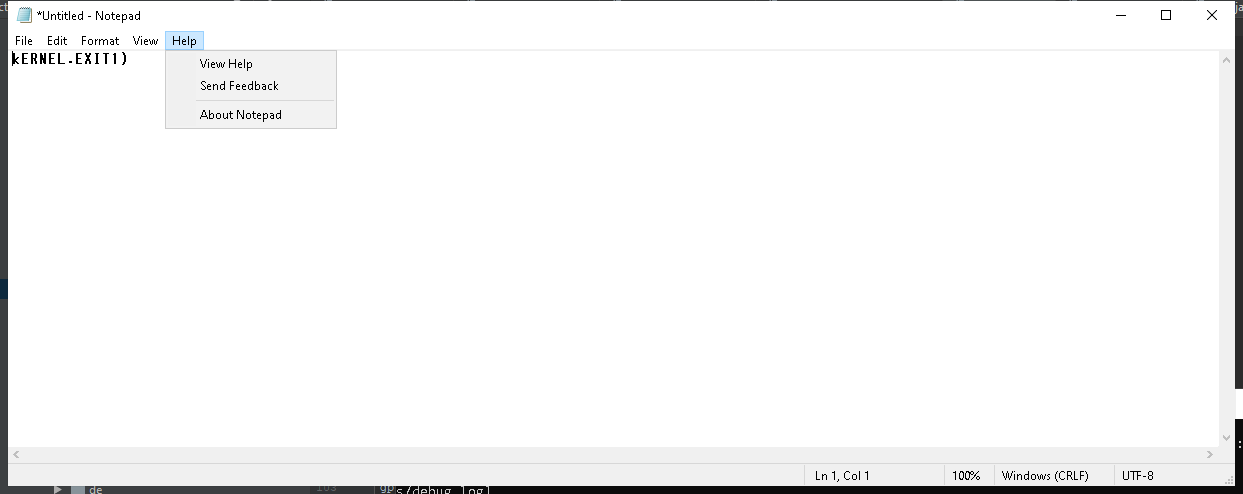 *Untitled - Notepad
File Edit Format View Help
kERNEL.EXIT1)
View Help
Send Feedback
About Notepad
Ln 1, Col 1 100% Windows (CRLF) UTF-8
de